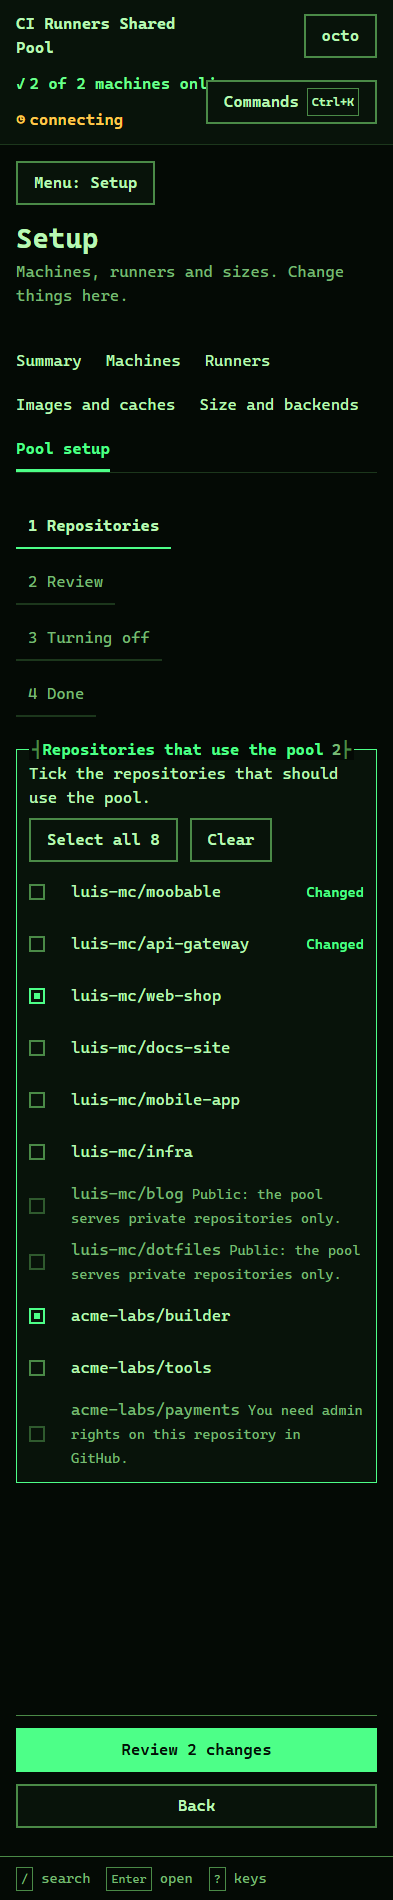 CI Runners Shared
Pool
octo
√ 2 of 2 machines
Commands Ctrl+K
connecting
Menu: Setup
Setup
Machines, runners and sizes. Change
things here.
Summary Machines Runners
Images and caches Size and backends
Pool setup
1 Repositories
2 Review
3 Turning off
4 Done
Repositories that use the pool 2
Tick the repositories that should
use the pool.
Select all 8 Clear
luis-mc/moobable Changed
luis-mc/api-gateway Changed
luis-mc/web-shop
luis-mc/docs-site
luis-mc/mobile-app
luis-mc/infra
luis-mc/blog Public: the pool
serves private repositories only.
luis-mc/dotfiles Public: the pool
serves private repositories only.
acme-labs/builder
acme-labs/tools
acme-labs/payments You need admin
rights on this repository in
GitHub.
Review 2 changes
Back
/ search Enter open ? keys